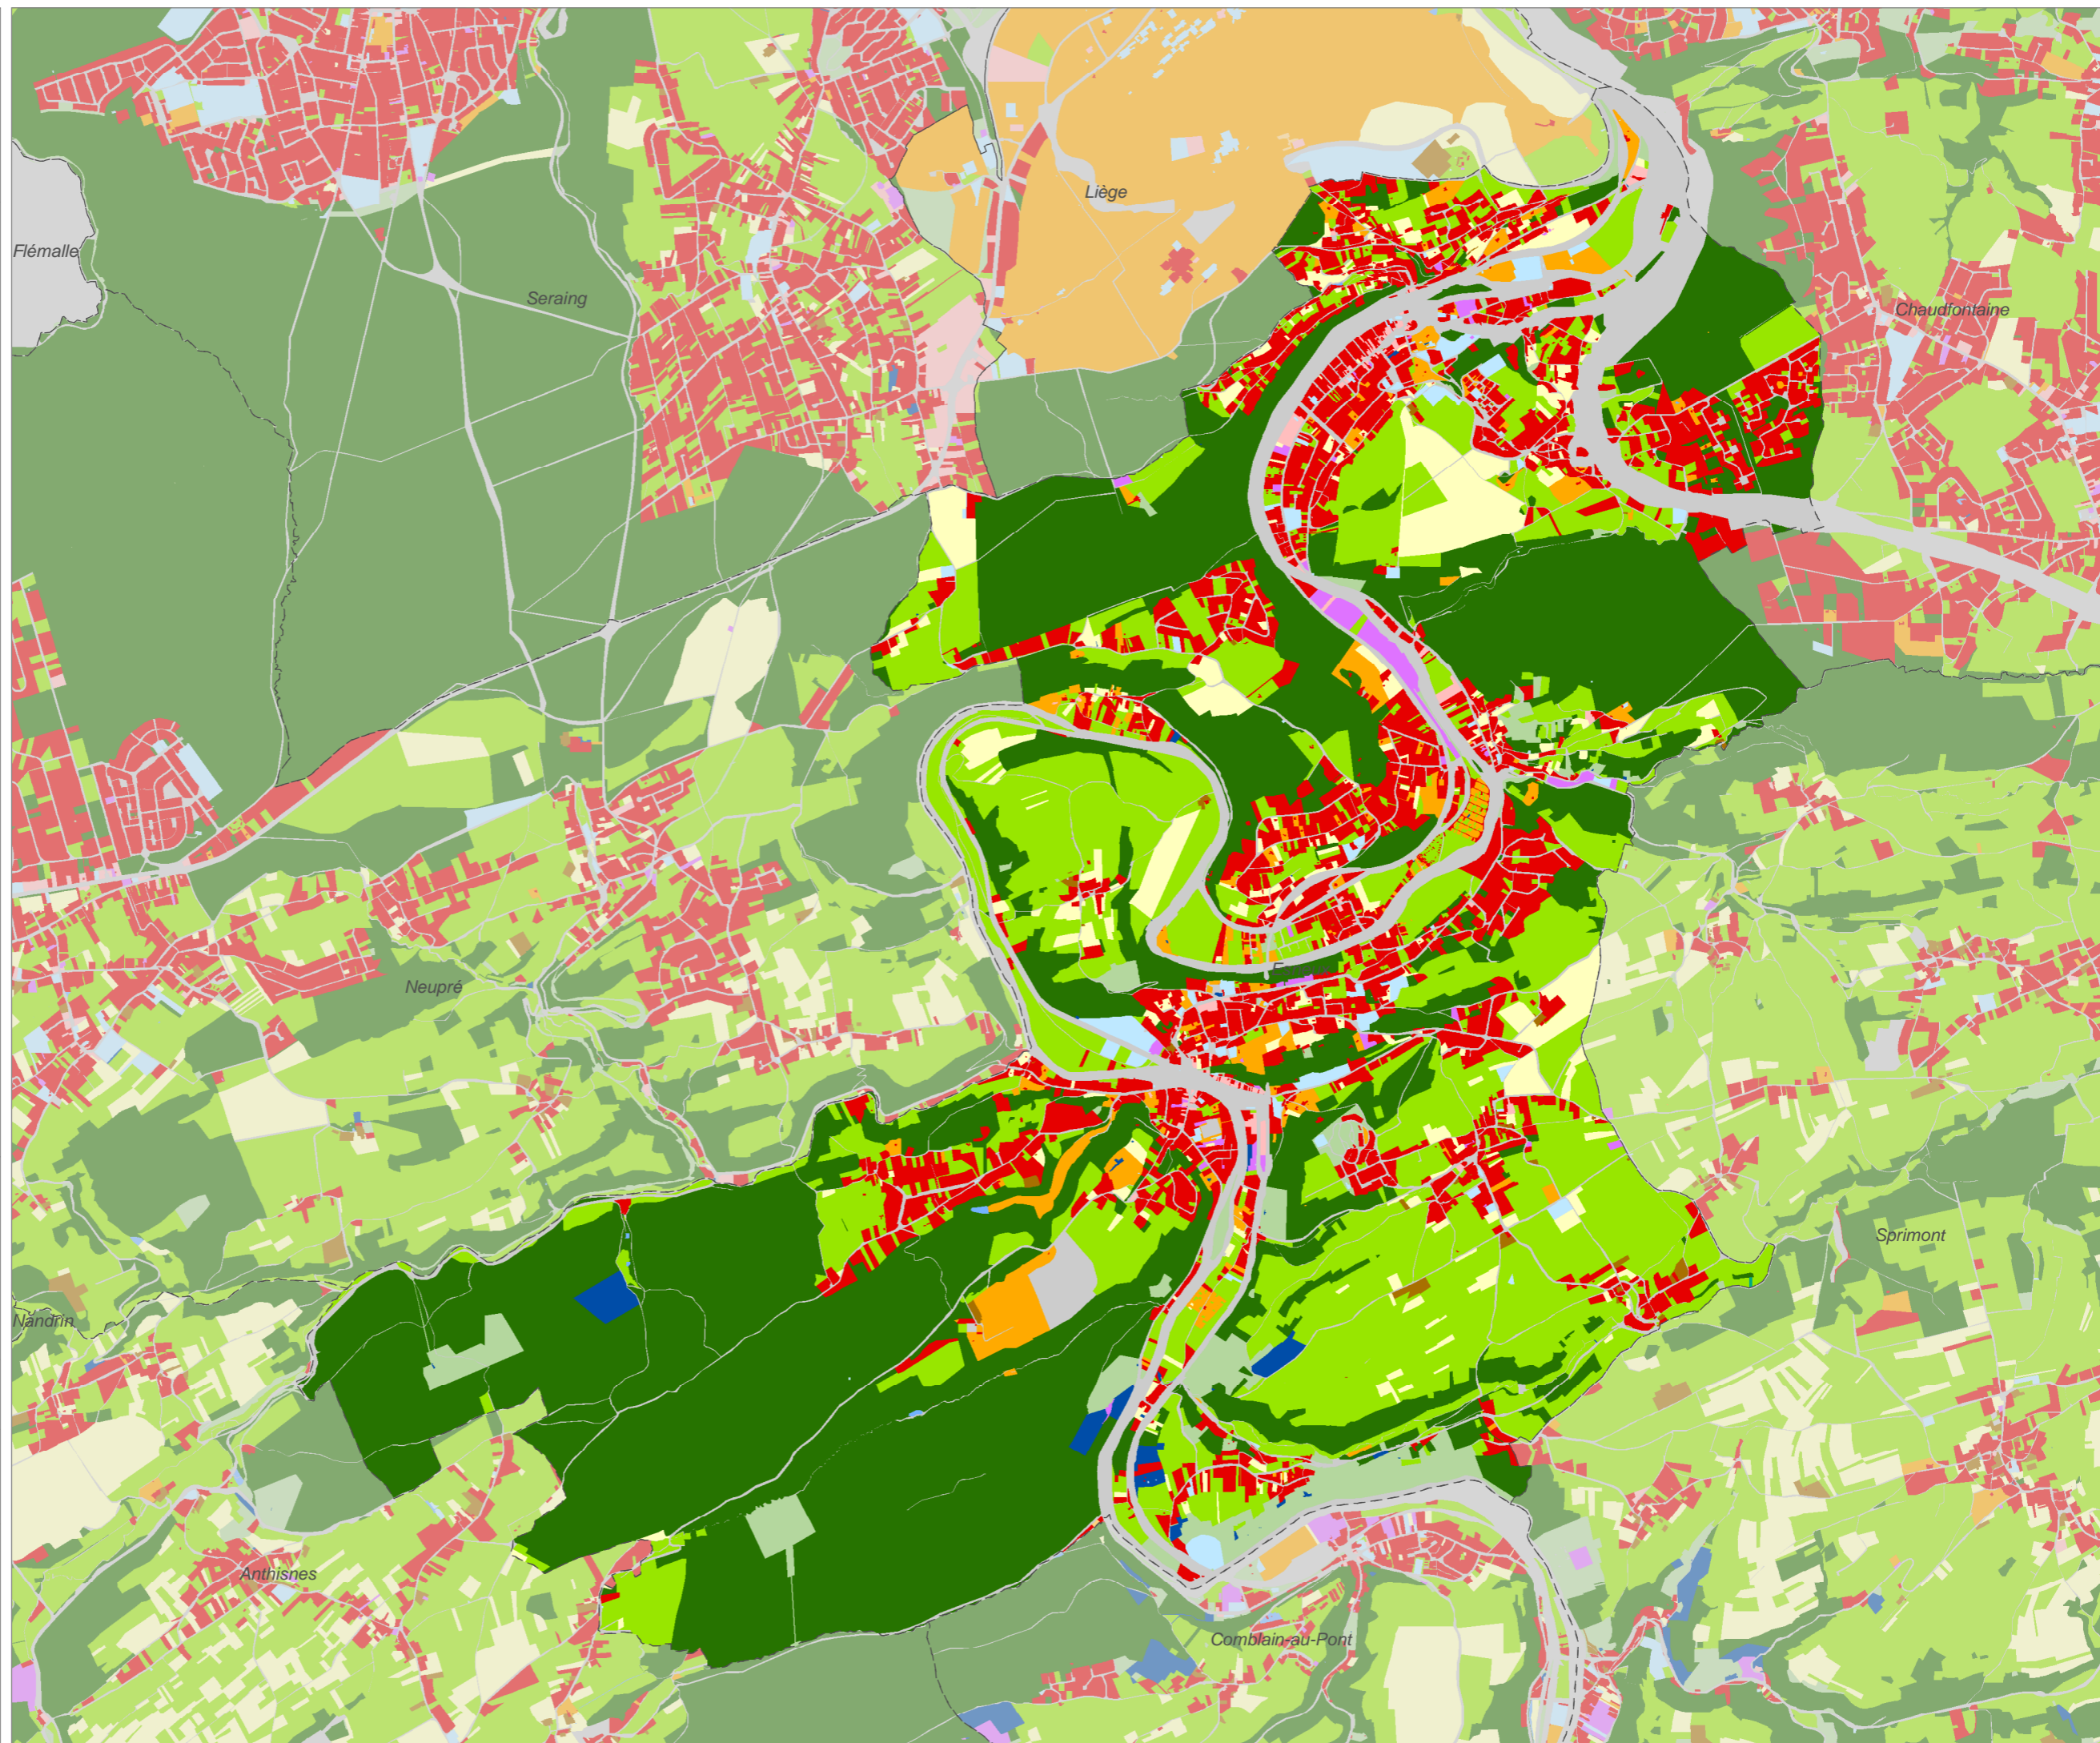 Liège
Flémalle
Seraing
Chaudfontaine
Neupré
Sprimont
Nandrin
Anthisnes
Comblain-au-Pont